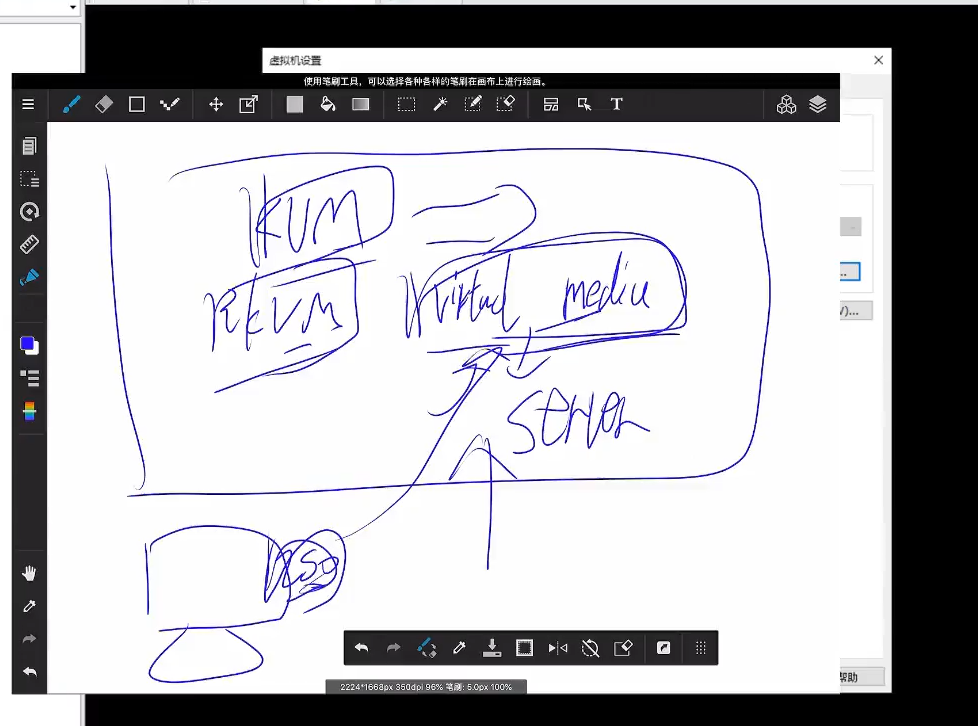 虚拟机设置
使用笔刷工具，可以选择各种各样的笔刷在画布上进行绘画。
T
KVM
RKVM
Virtual media
server
ISO
V)...
帮助
2224*1668px 350dpi 96% 笔刷: 5.0px 100%